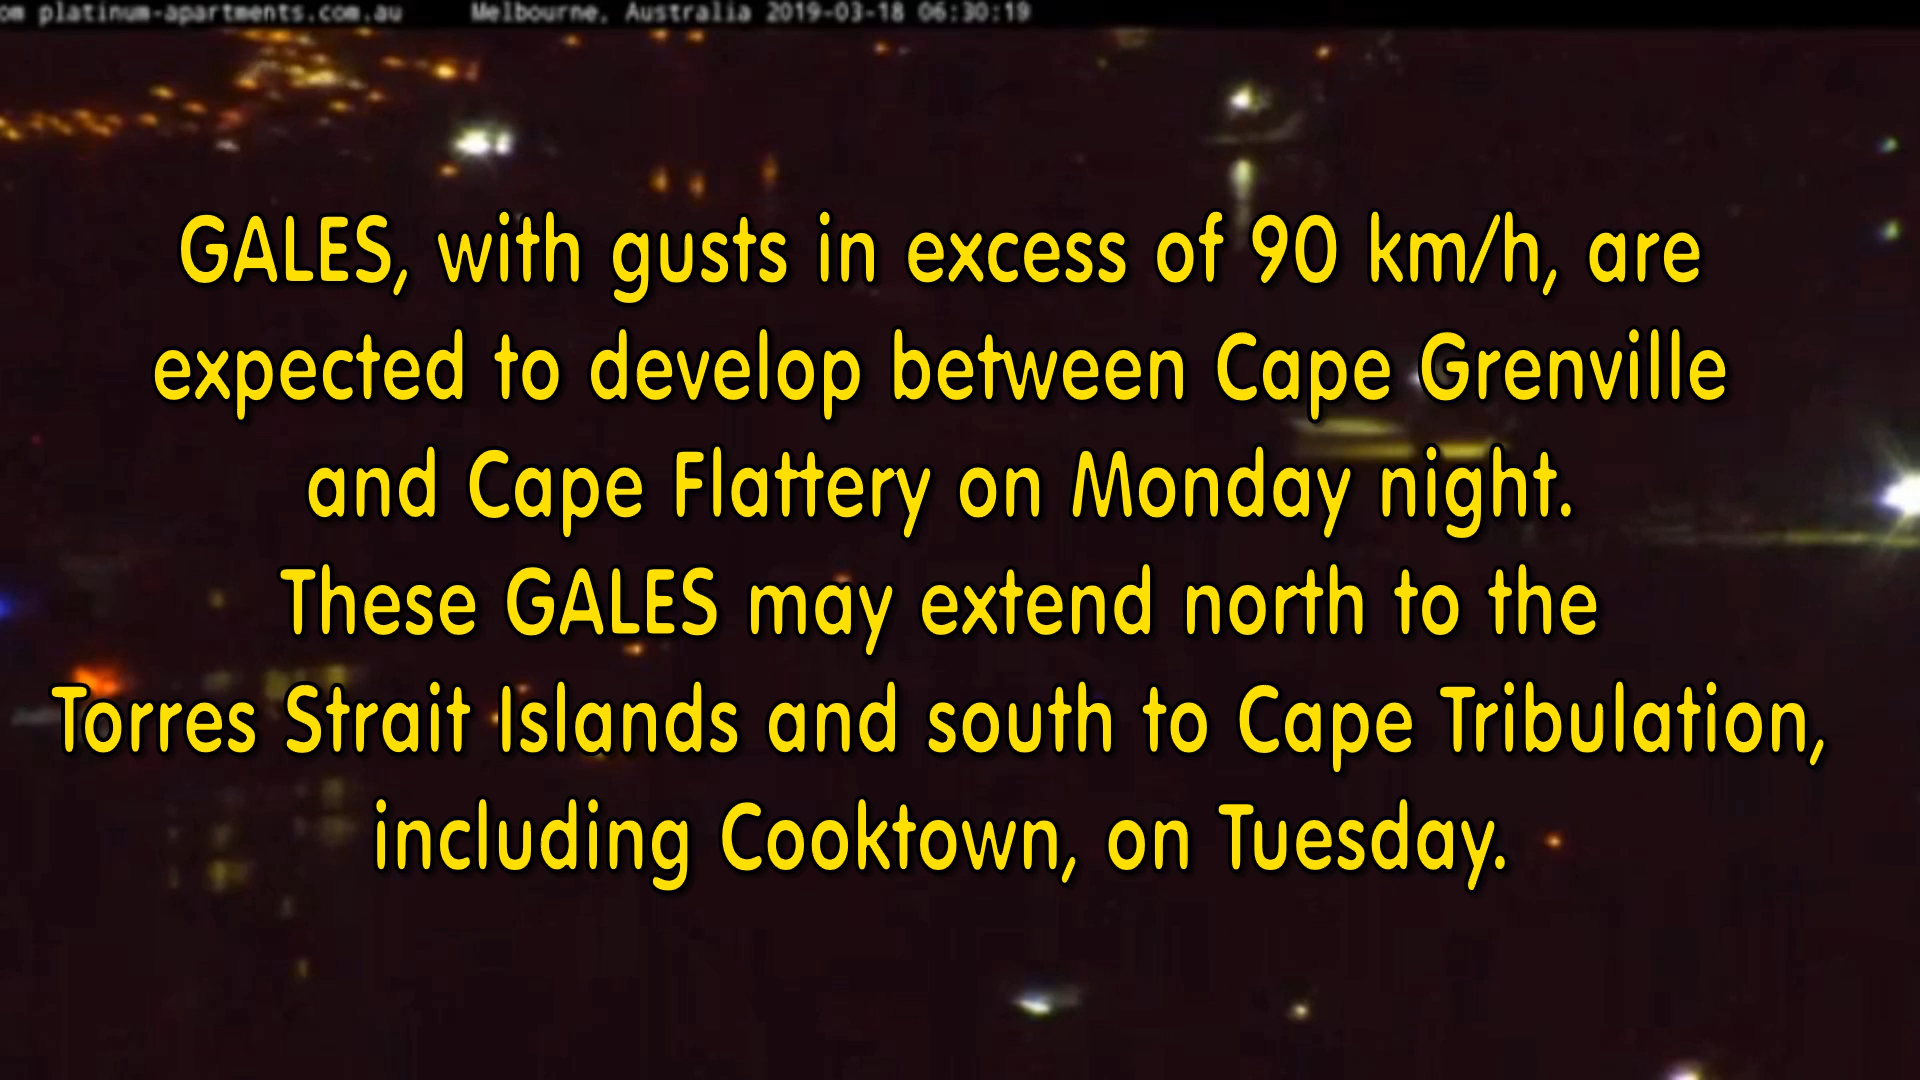 om platinum-apartments.com.au Melbourne, Australia 2019-03-18 06:30:19
GALES, with gusts in excess of 90 km/h, are
expected to develop between Cape Grenville
and Cape Flattery on Monday night.
These GALES may extend north to the
Torres Strait Islands and south to Cape Tribulation,
including Cooktown, on Tuesday.